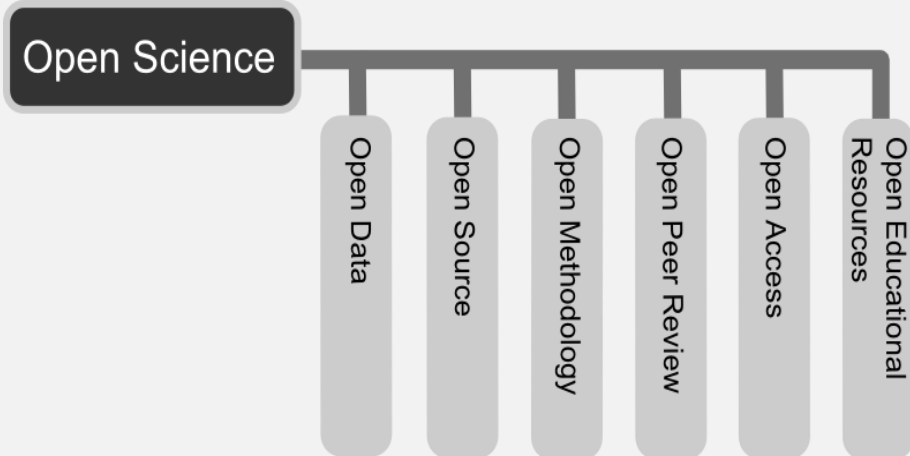 Open Science
Open Data
Open Source
Open Methodology
Open Peer Review
Open Access
Open Educational
Resources